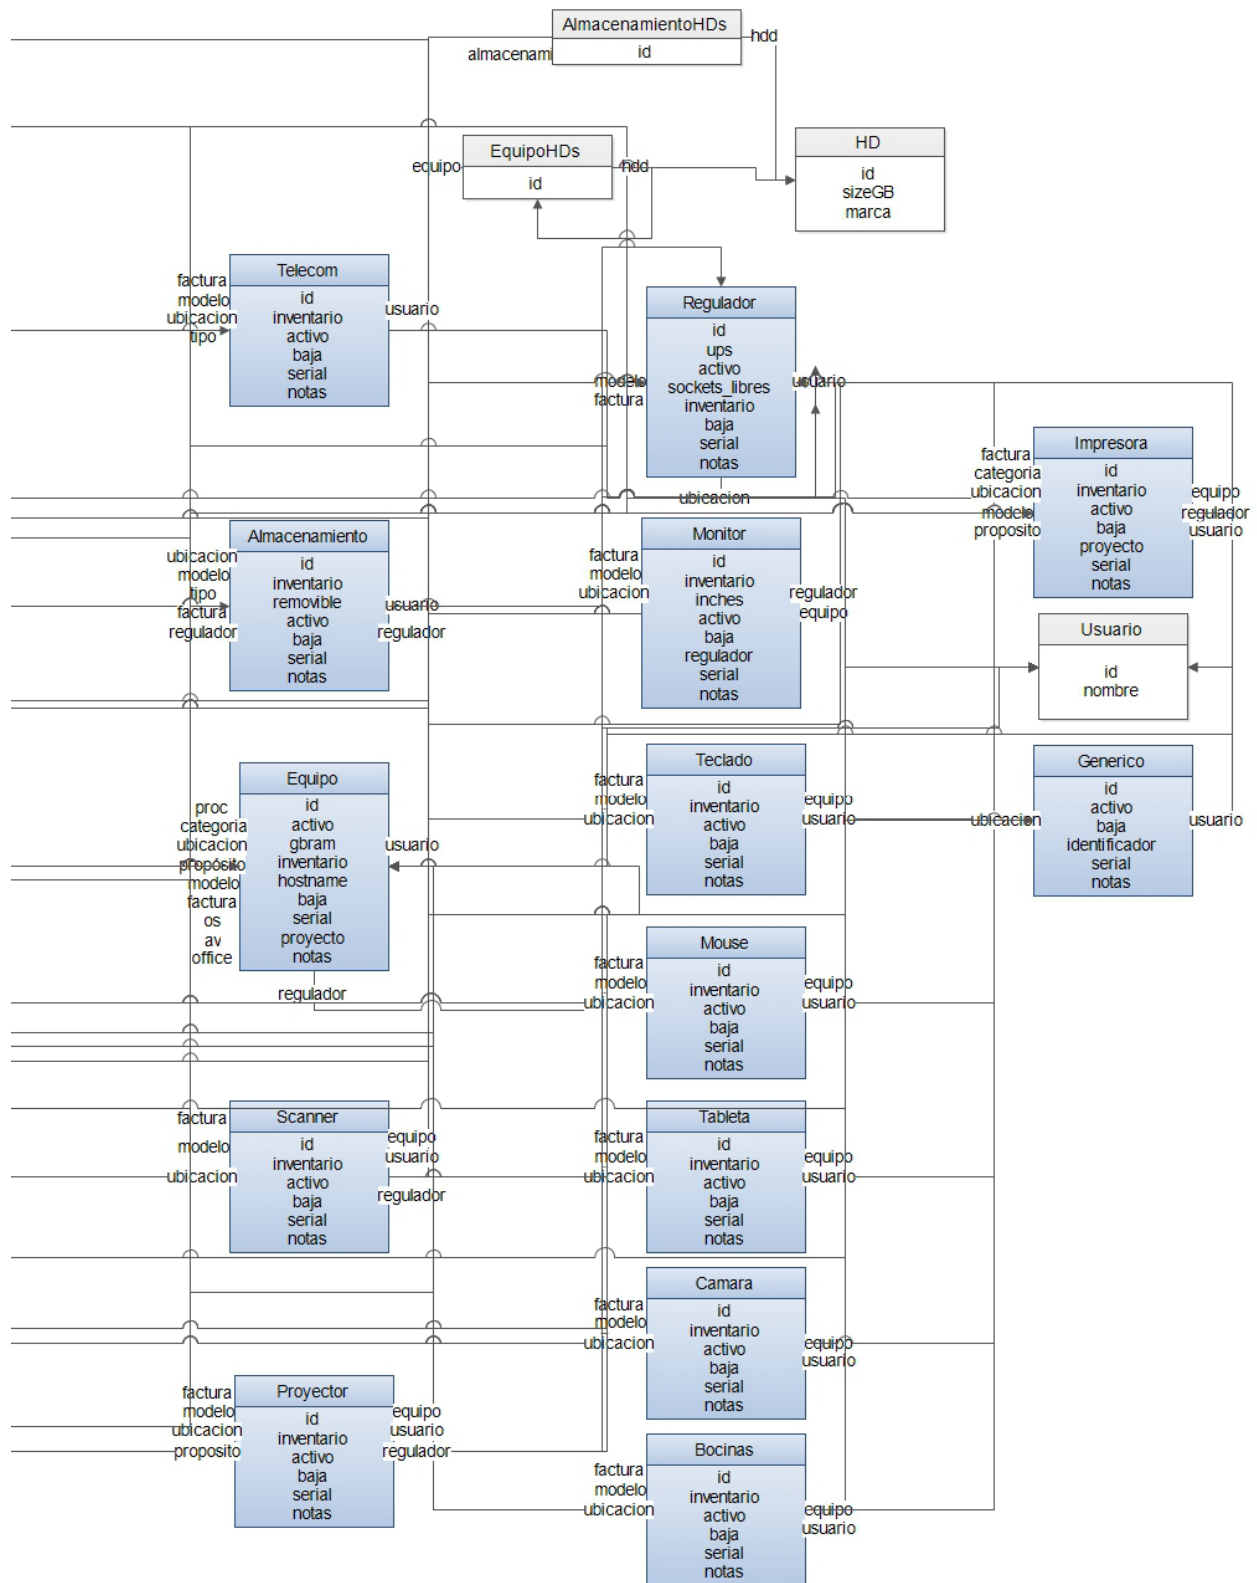 AlmacenamientoHDs
id
almacenami
hdd
EquipoHDs
id
equipo
hdd
HD
id
sizeGB
marca
factura
modelo
ubicacion
tipo
Telecom
id
inventario
activo
baja
serial
notas
usuario
Regulador
id
ups
activo
sockets_libres
inventario
baja
serial
notas
modelo
factura
usuario
ubicacion
factura
categoria
ubicacion
modelo
proposito
Impresora
id
inventario
activo
baja
proyecto
serial
notas
equipo
regulador
usuario
ubicacion
modelo
tipo
factura
regulador
Almacenamiento
id
inventario
removible
activo
baja
serial
notas
usuario
regulador
factura
modelo
ubicacion
Monitor
id
inventario
inches
activo
baja
regulador
serial
notas
regulador
equipo
Usuario
id
nombre
proc
categoria
ubicacion
propósito
modelo
factura
os
av
office
Equipo
id
activo
gbram
inventario
hostname
baja
serial
proyecto
notas
usuario
regulador
factura
modelo
ubicacion
Teclado
id
inventario
activo
baja
serial
notas
equipo
usuario
ubicacion
Generico
id
activo
baja
identificador
serial
notas
usuario
factura
modelo
ubicacion
Mouse
id
inventario
activo
baja
serial
notas
equipo
usuario
factura
modelo
ubicacion
Scanner
id
inventario
activo
baja
serial
notas
equipo
usuario
regulador
factura
modelo
ubicacion
Tableta
id
inventario
activo
baja
serial
notas
equipo
usuario
factura
modelo
ubicacion
Camara
id
inventario
activo
baja
serial
notas
equipo
usuario
factura
modelo
ubicacion
proposito
Proyector
id
inventario
activo
baja
serial
notas
equipo
usuario
regulador
factura
modelo
ubicacion
Bocinas
id
inventario
activo
baja
serial
notas
equipo
usuario